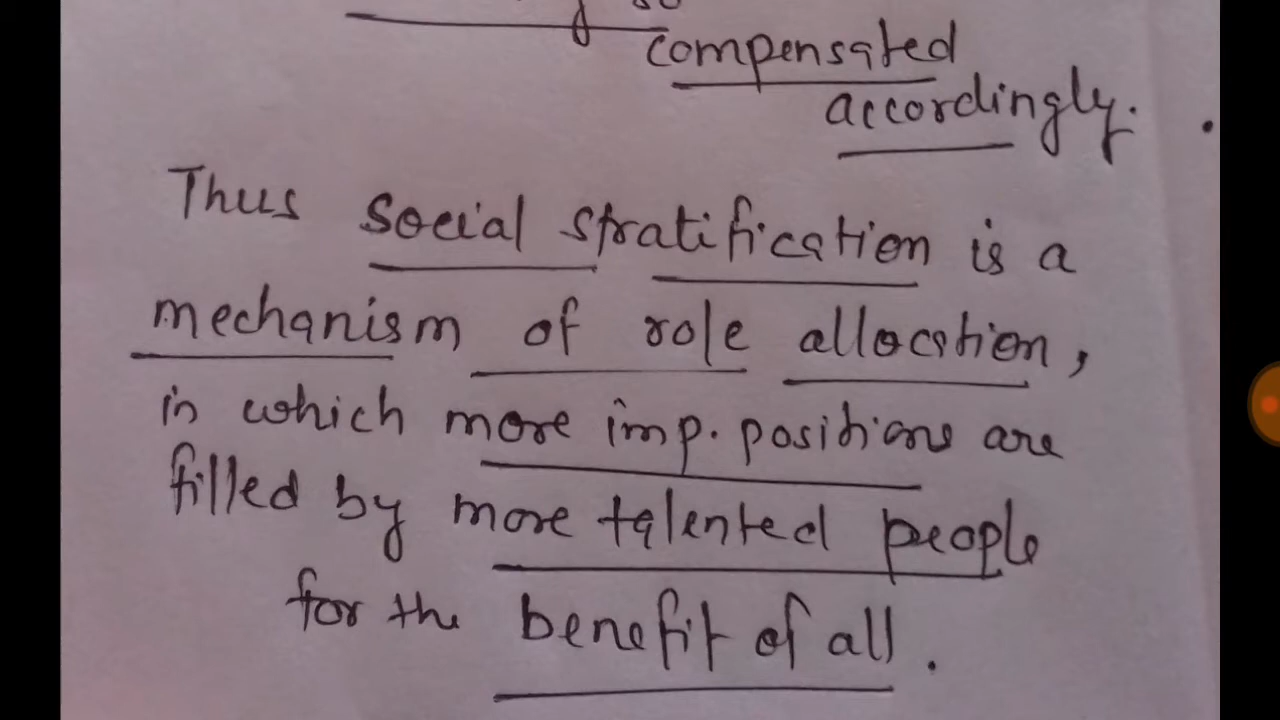 compensated
accordingly.
Thus social stratification is a
mechanism of role allocation,
in which more imp. positions are
filled by more talented people
for the benefit of all.